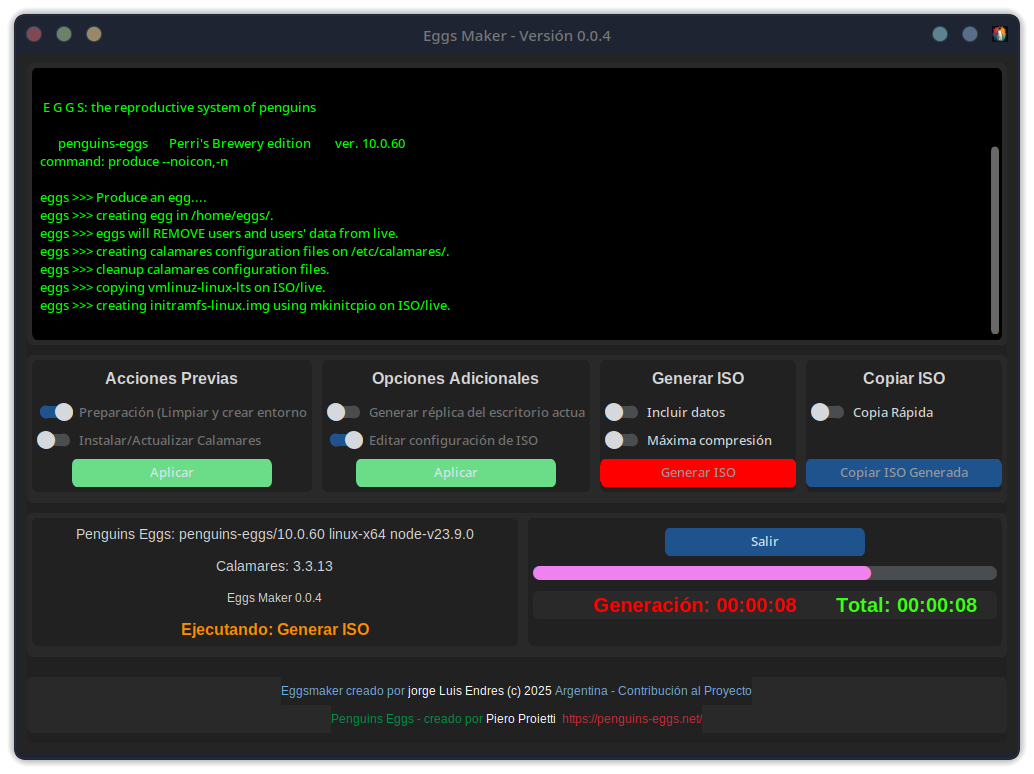 Eggs Maker - Versión 0.0.4
E G G S: the reproductive system of penguins
penguins-eggs Perri's Brewery edition ver. 10.0.60
command: produce --noicon,-n
eggs >>> Produce an egg....
eggs >>> creating egg in /home/eggs/.
eggs >>> eggs will REMOVE users and users' data from live.
eggs >>> creating calamares configuration files on /etc/calamares/.
eggs >>> cleanup calamares configuration files.
eggs >>> copying vmlinuz-linux-lts on ISO/live.
eggs >>> creating initramfs-linux.img using mkinitcpio on ISO/live.
Acciones Previas
Preparación (Limpiar y crear entorno
Instalar/Actualizar Calamares
Aplicar
Opciones Adicionales
Generar réplica del escritorio actua
Editar configuración de ISO
Aplicar
Generar ISO
Incluir datos
Máxima compresión
Generar ISO
Copiar ISO
Copia Rápida
Copiar ISO Generada
Penguins Eggs: penguins-eggs/10.0.60 linux-x64 node-v23.9.0
Calamares: 3.3.13
Eggs Maker 0.0.4
Ejecutando: Generar ISO
Salir
Generación: 00:00:08 Total: 00:00:08
Eggsmaker creado por jorge Luis Endres (c) 2025 Argentina - Contribución al Proyecto
Penguins Eggs - creado por Piero Proietti https://penguins-eggs.net/